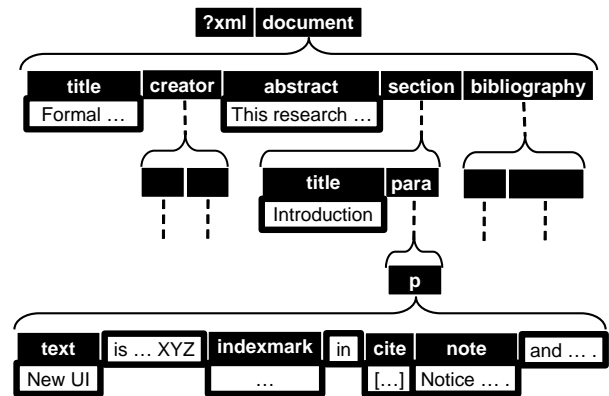 ?xml document
title creator abstract section bibliography
Formal … This research …
title para
Introduction
p
text is … XYZ indexmark in cite note and … .
New UI … […] Notice … .